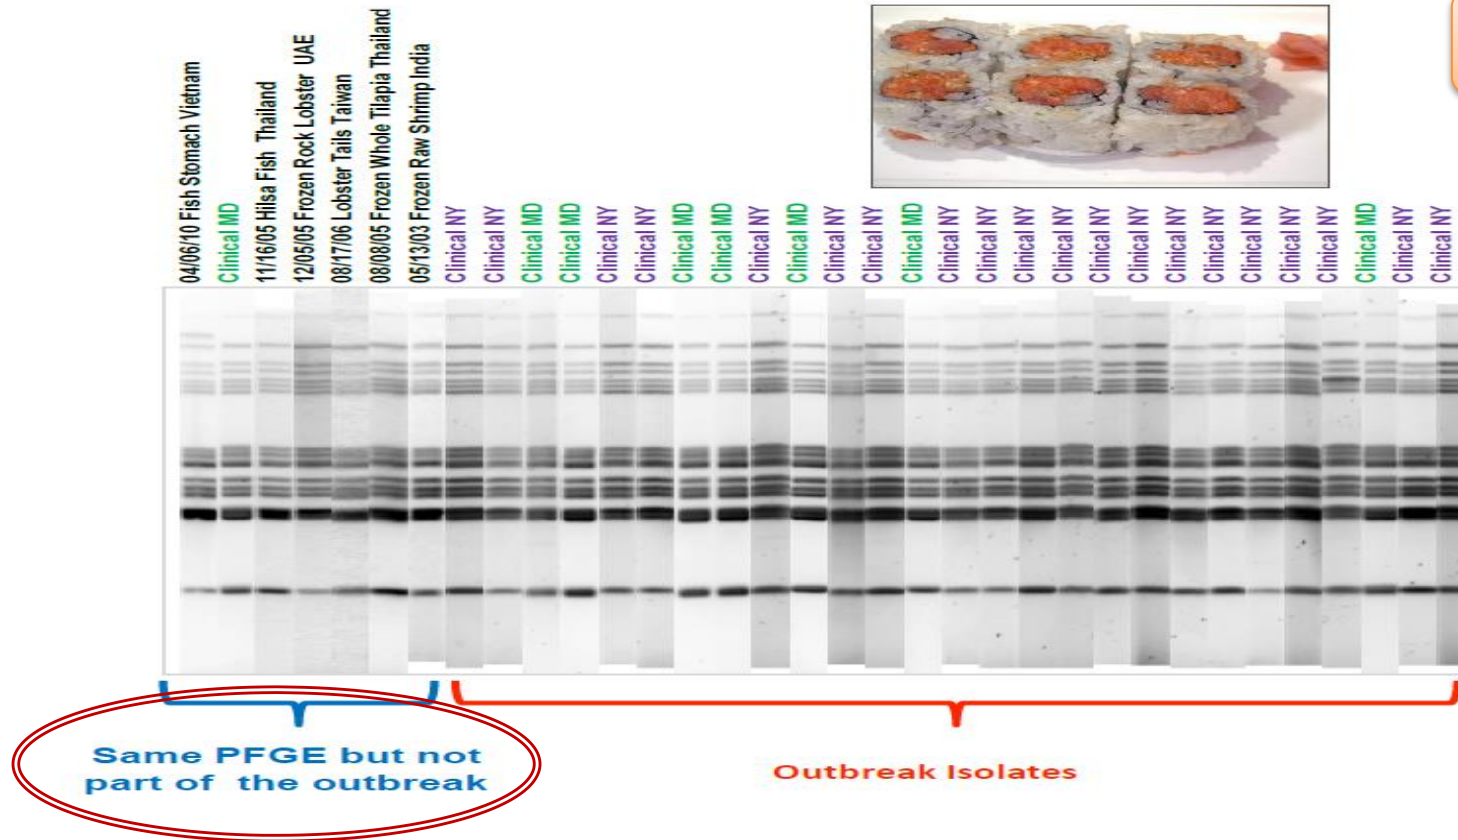 04/06/10 Fish Stomach Vietnam
Clinical MD
11/16/05 Hilsa Fish Thailand
12/05/05 Frozen Rock Lobster UAE
08/17/06 Lobster Tails Taiwan
08/08/05 Frozen Whole Tilapia Thailand
05/13/03 Frozen Raw Shrimp India
Clinical NY
Clinical NY
Clinical MD
Clinical MD
Clinical NY
Clinical NY
Clinical MD
Clinical MD
Clinical NY
Clinical MD
Clinical NY
Clinical NY
Clinical MD
Clinical NY
Clinical NY
Clinical NY
Clinical NY
Clinical NY
Clinical NY
Clinical NY
Clinical NY
Clinical NY
Clinical NY
Clinical NY
Clinical MD
Clinical NY
Clinical NY
Same PFGE but not
part of the outbreak
Outbreak Isolates